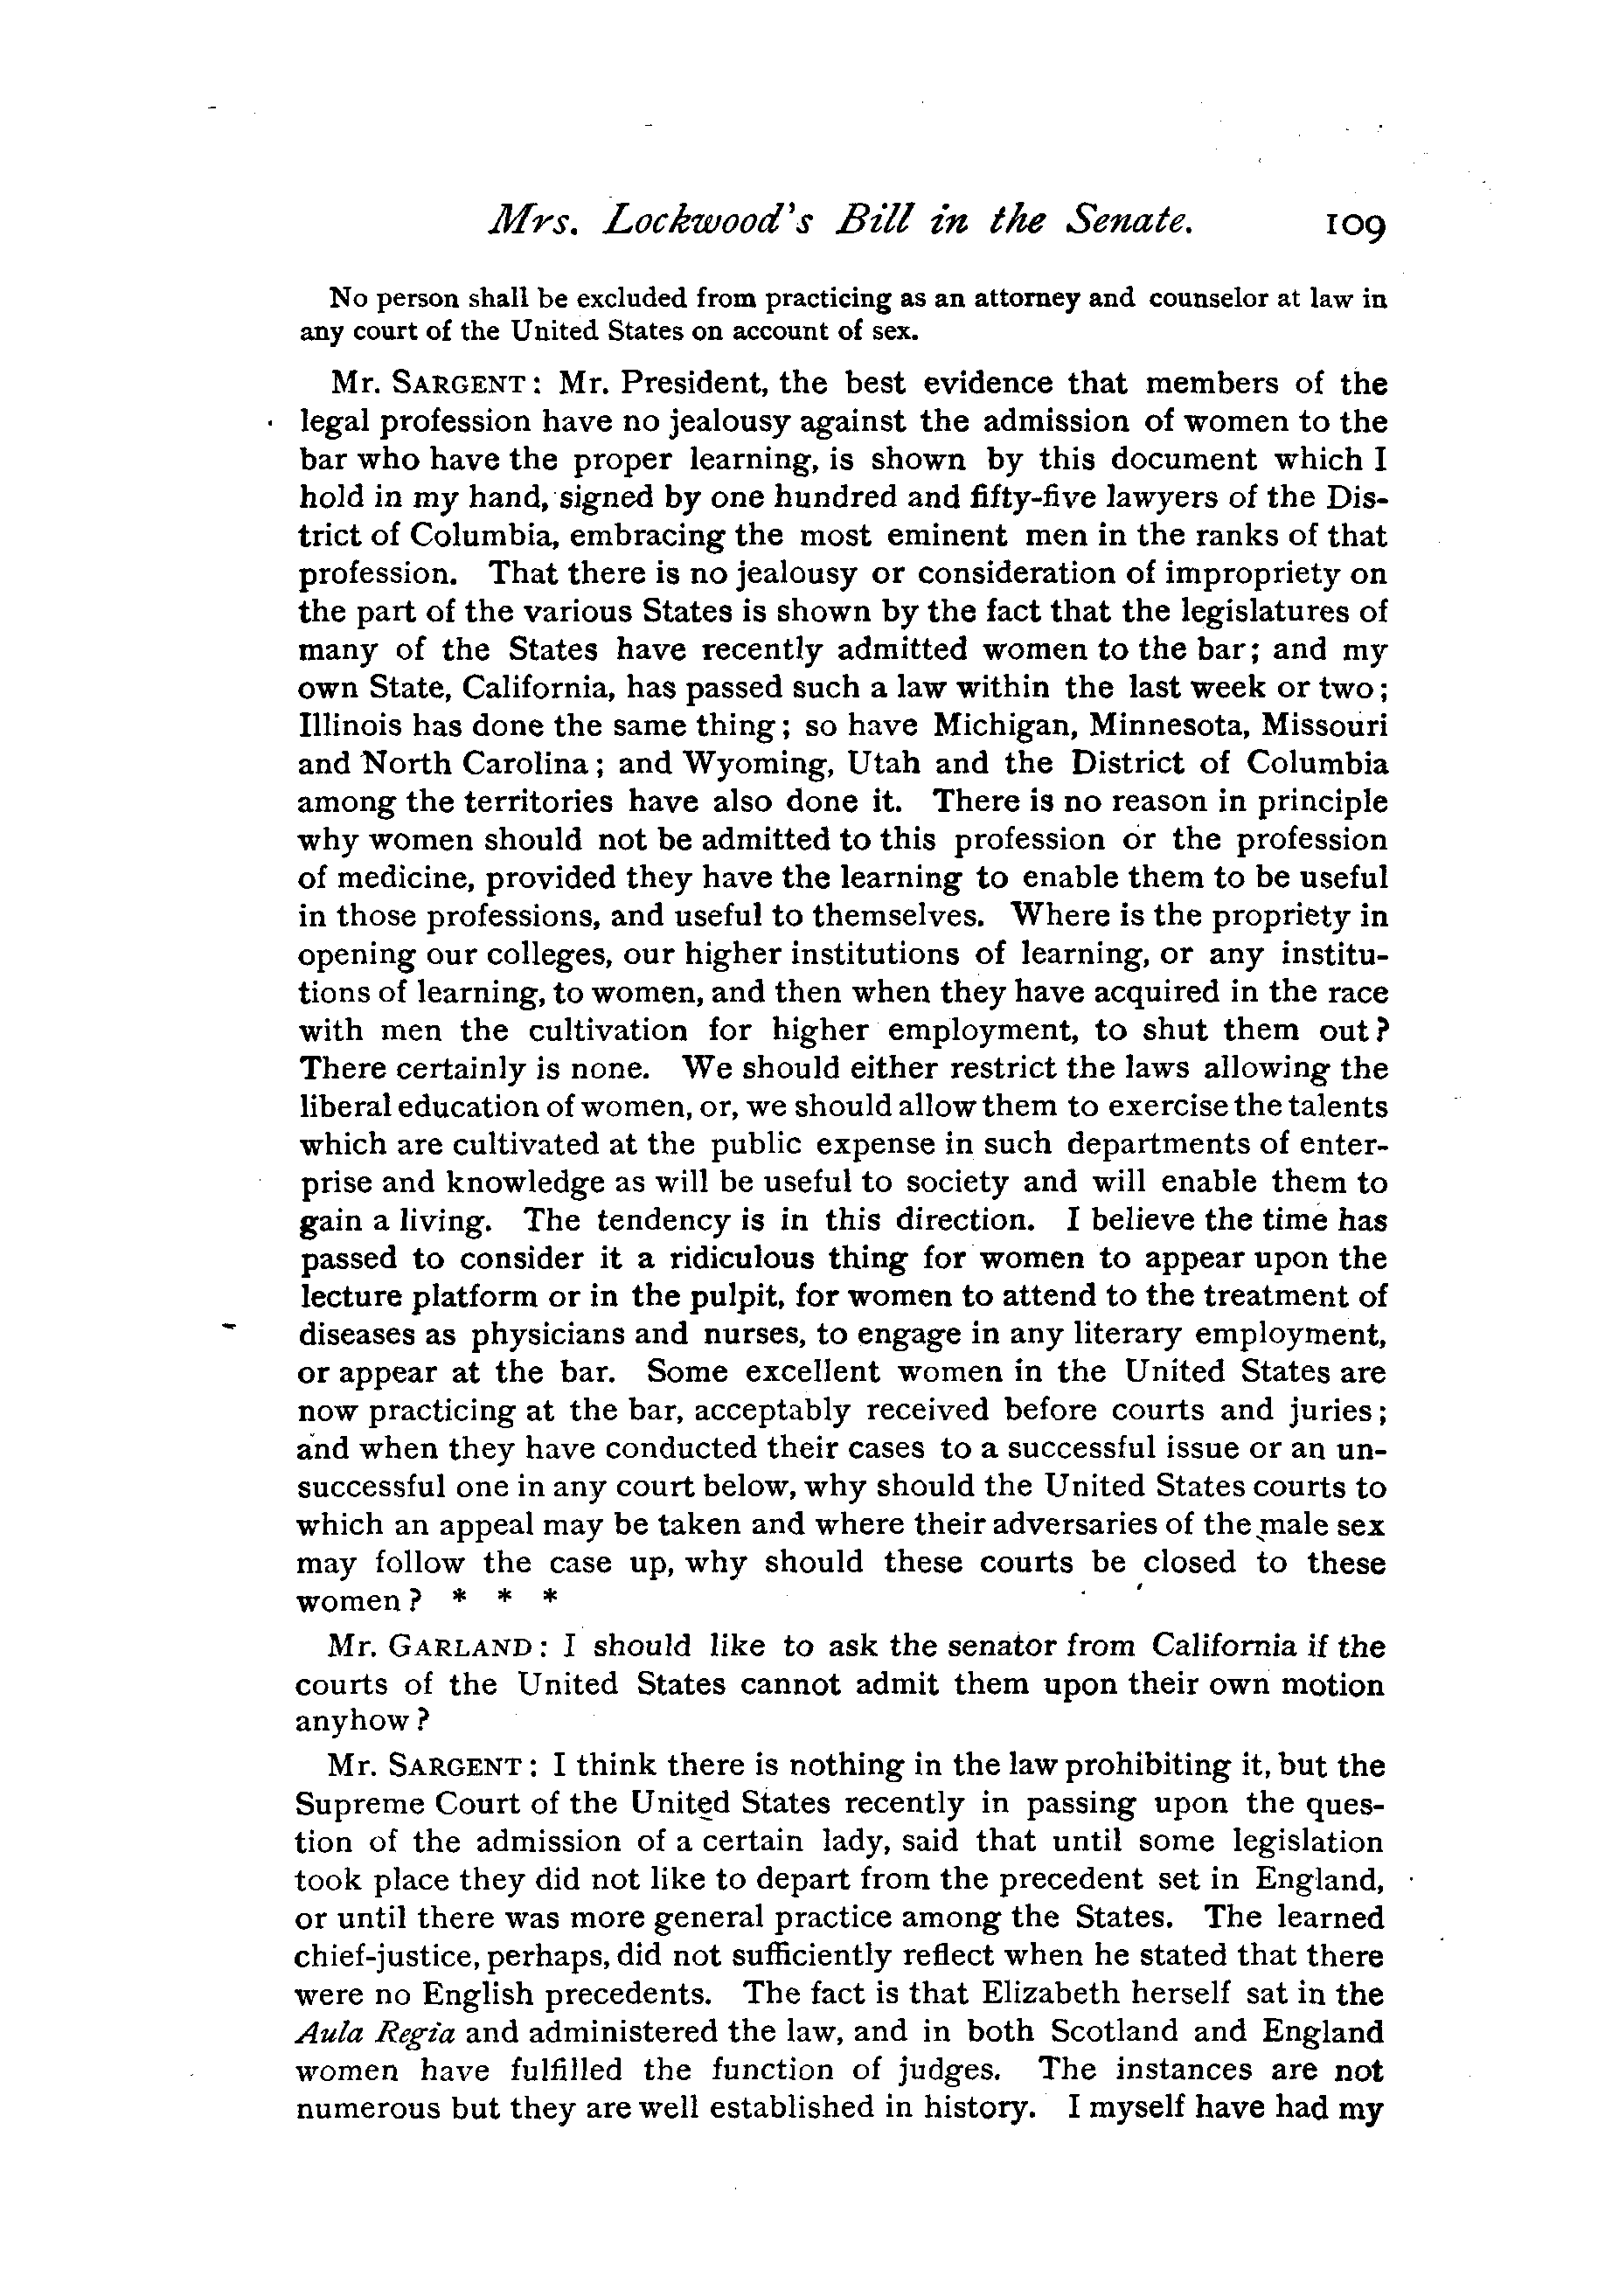 Mrs. Lockwood's Bill in the Senate. 109
No person shall be excluded from practicing as an attorney and counselor at law in
any court of the United States on account of sex.
Mr. SARGENT: Mr. President, the best evidence that members of the
legal profession have no jealousy against the admission of women to the
bar who have the proper learning, is shown by this document which I
hold in my hand, signed by one hundred and fifty-five lawyers of the Dis-
trict of Columbia, embracing the most eminent men in the ranks of that
profession. That there is no jealousy or consideration of impropriety on
the part of the various States is shown by the fact that the legislatures of
many of the States have recently admitted women to the bar; and my
own State, California, has passed such a law within the last week or two;
Illinois has done the same thing; so have Michigan, Minnesota, Missouri
and North Carolina; and Wyoming, Utah and the District of Columbia
among the territories have also done it. There is no reason in principle
why women should not be admitted to this profession or the profession
of medicine, provided they have the learning to enable them to be useful
in those professions, and useful to themselves. Where is the propriety in
opening our colleges, our higher institutions of learning, or any institu-
tions of learning, to women, and then when they have acquired in the race
with men the cultivation for higher employment, to shut them out?
There certainly is none. We should either restrict the laws allowing the
liberal education of women, or, we should allow them to exercise the talents
which are cultivated at the public expense in such departments of enter-
prise and knowledge as will be useful to society and will enable them to
gain a living. The tendency is in this direction. I believe the time has
passed to consider it a ridiculous thing for women to appear upon the
lecture platform or in the pulpit, for women to attend to the treatment of
diseases as physicians and nurses, to engage in any literary employment,
or appear at the bar. Some excellent women in the United States are
now practicing at the bar, acceptably received before courts and juries;
and when they have conducted their cases to a successful issue or an un-
successful one in any court below, why should the United States courts to
which an appeal may be taken and where their adversaries of the male sex
may follow the case up, why should these courts be closed to these
women? * * *
Mr. GARLAND: I should like to ask the senator from California if the
courts of the United States cannot admit them upon their own motion
anyhow?
Mr. SARGENT: I think there is nothing in the law prohibiting it, but the
Supreme Court of the United States recently in passing upon the ques-
tion of the admission of a certain lady, said that until some legislation
took place they did not like to depart from the precedent set in England,
or until there was more general practice among the States. The learned
chief-justice, perhaps, did not sufficiently reflect when he stated that there
were no English precedents. The fact is that Elizabeth herself sat in the
Aula Regia and administered the law, and in both Scotland and England
women have fulfilled the function of judges. The instances are not
numerous but they are well established in history. I myself have had my